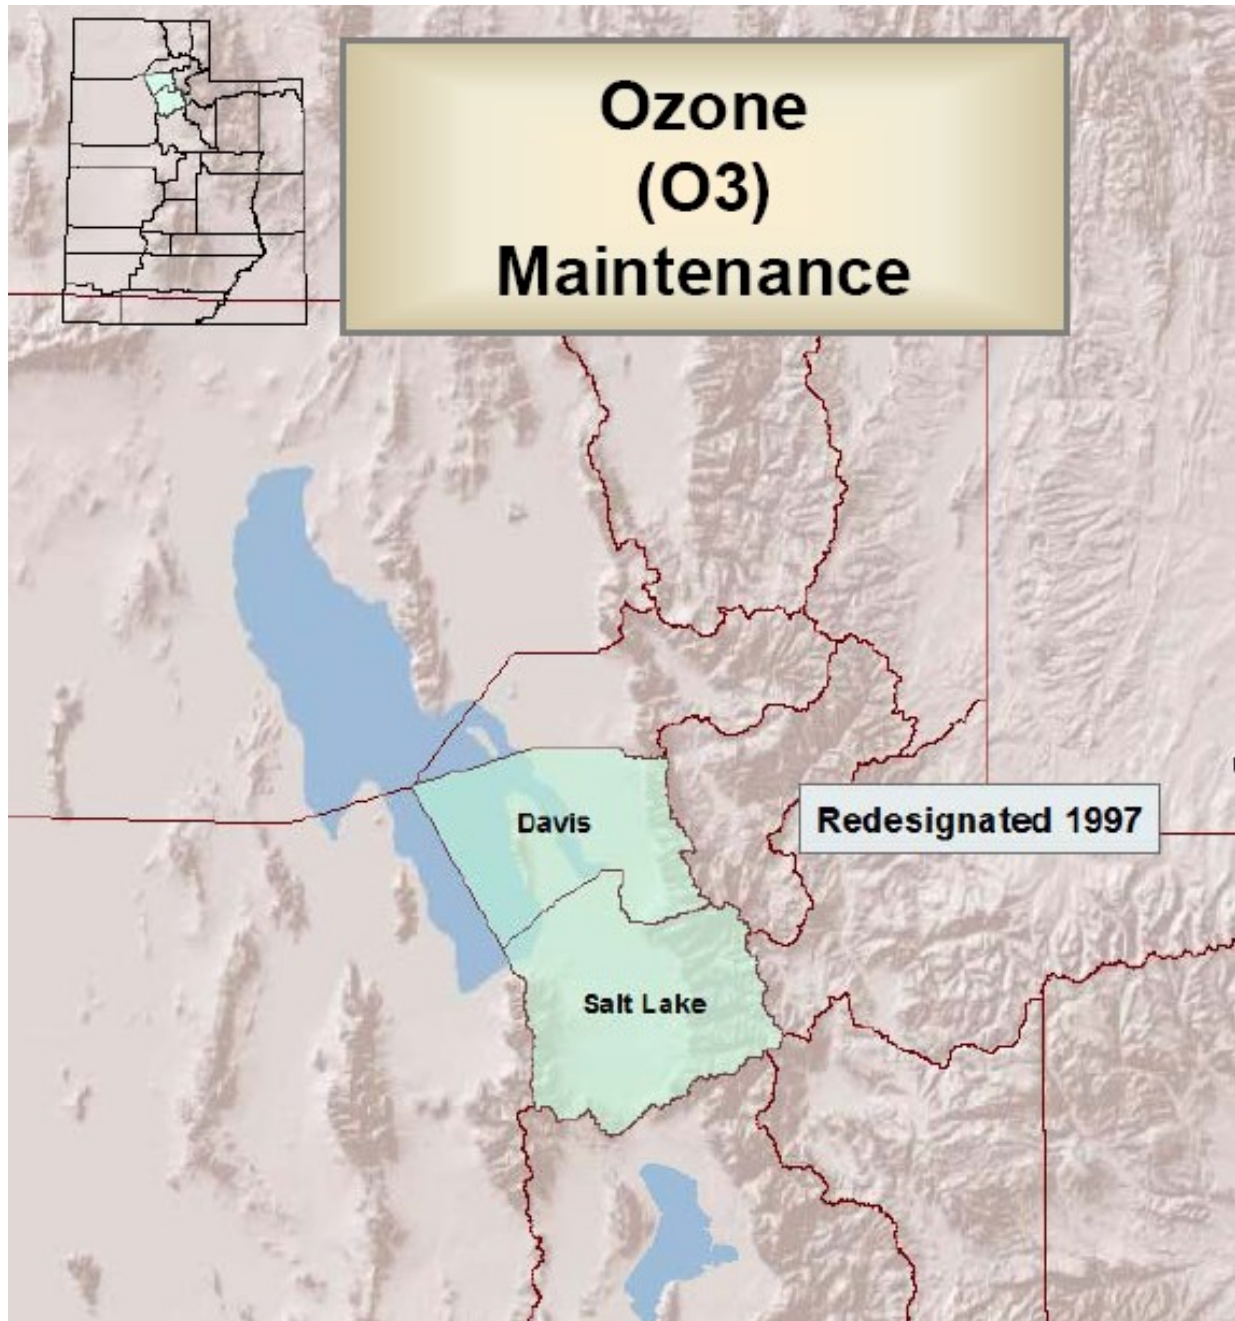 Ozone
(O3)
Maintenance
Davis
Redesignated 1997
Salt Lake